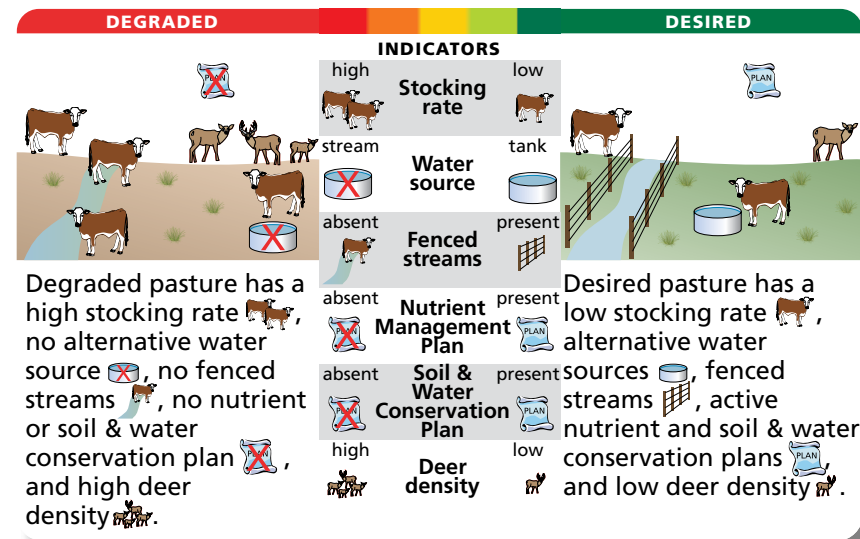 DEGRADED
DESIRED
INDICATORS
PLAN
PLAN
high
Stocking
rate
low
stream
Water
source
tank
absent
Fenced
streams
present
absent
Nutrient
Management
Plan
present
PLAN
PLAN
absent
Soil &
Water
Conservation
Plan
present
PLAN
PLAN
high
Deer
density
low
Degraded pasture has a
high stocking rate ,
no alternative water
source , no fenced
streams , no nutrient
or soil & water
conservation plan PLAN ,
and high deer
density .
Desired pasture has a
low stocking rate ,
alternative water
sources , fenced
streams , active
nutrient and soil & water
conservation plans PLAN ,
and low deer density .